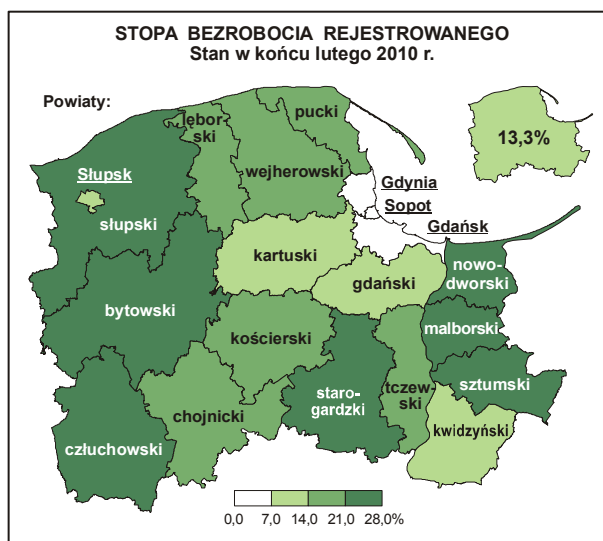 STOPA BEZROBOCIA REJESTROWANEGO
Stan w końcu lutego 2010 r.
Powiaty:
pucki
lębor-
ski
13,3%
wejherowski
Słupsk
Gdynia
Sopot
Gdańsk
słupski
kartuski
nowo-
dworski
gdański
bytowski
malborski
kościerski
sztumski
staro-
gardzki
tczew-
ski
chojnicki
kwidzyński
człuchowski
0,0 7,0 14,0 21,0 28,0%